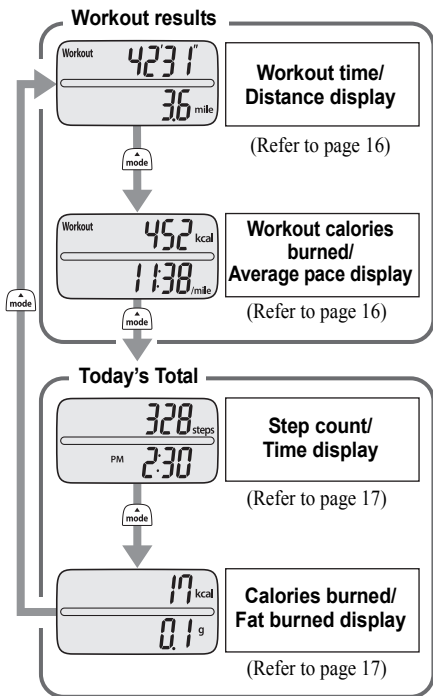 Workout results
Workout 42'31"
3.6 mile
Workout time/
Distance display
(Refer to page 16)
mode
Workout 452 kcal
11:38 /mile
Workout calories
burned/
Average pace display
(Refer to page 16)
mode
mode
Today's Total
328 steps
PM 2:30
Step count/
Time display
(Refer to page 17)
mode
17 kcal
0.1 g
Calories burned/
Fat burned display
(Refer to page 17)